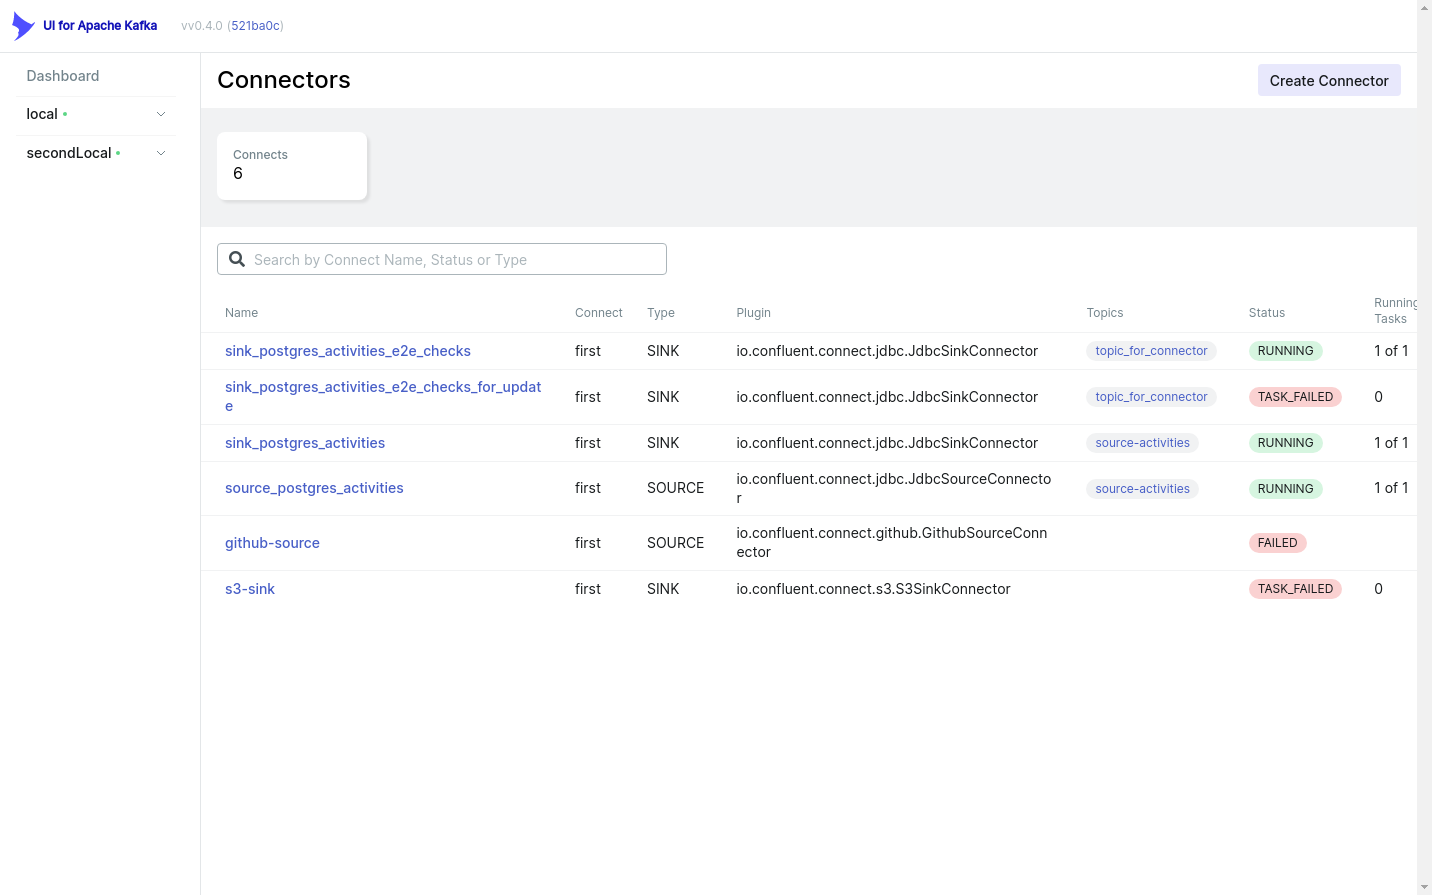 UI for Apache Kafka vv0.4.0 (521ba0c)
Dashboard
local
secondLocal
Connectors
Create Connector
Connects
6
Search by Connect Name, Status or Type
Name Connect Type Plugin Topics Status Running
Tasks
sink_postgres_activities_e2e_checks first SINK io.confluent.connect.jdbc.JdbcSinkConnector topic_for_connector RUNNING 1 of 1
sink_postgres_activities_e2e_checks_for_updat
e first SINK io.confluent.connect.jdbc.JdbcSinkConnector topic_for_connector TASK_FAILED 0
sink_postgres_activities first SINK io.confluent.connect.jdbc.JdbcSinkConnector source-activities RUNNING 1 of 1
source_postgres_activities first SOURCE io.confluent.connect.jdbc.JdbcSourceConnecto
r source-activities RUNNING 1 of 1
github-source first SOURCE io.confluent.connect.github.GithubSourceConn
ector FAILED
s3-sink first SINK io.confluent.connect.s3.S3SinkConnector TASK_FAILED 0